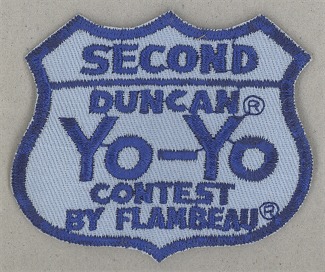 SECOND
DUNCAN®
Yo-Yo
CONTEST
BY FLAMBEAU®